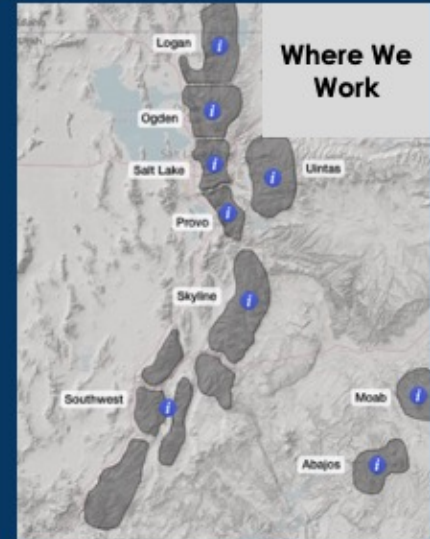 Where We
Work
Logan
Ogden
Salt Lake
Uintas
Provo
Skyline
Southwest
Moab
Abajos